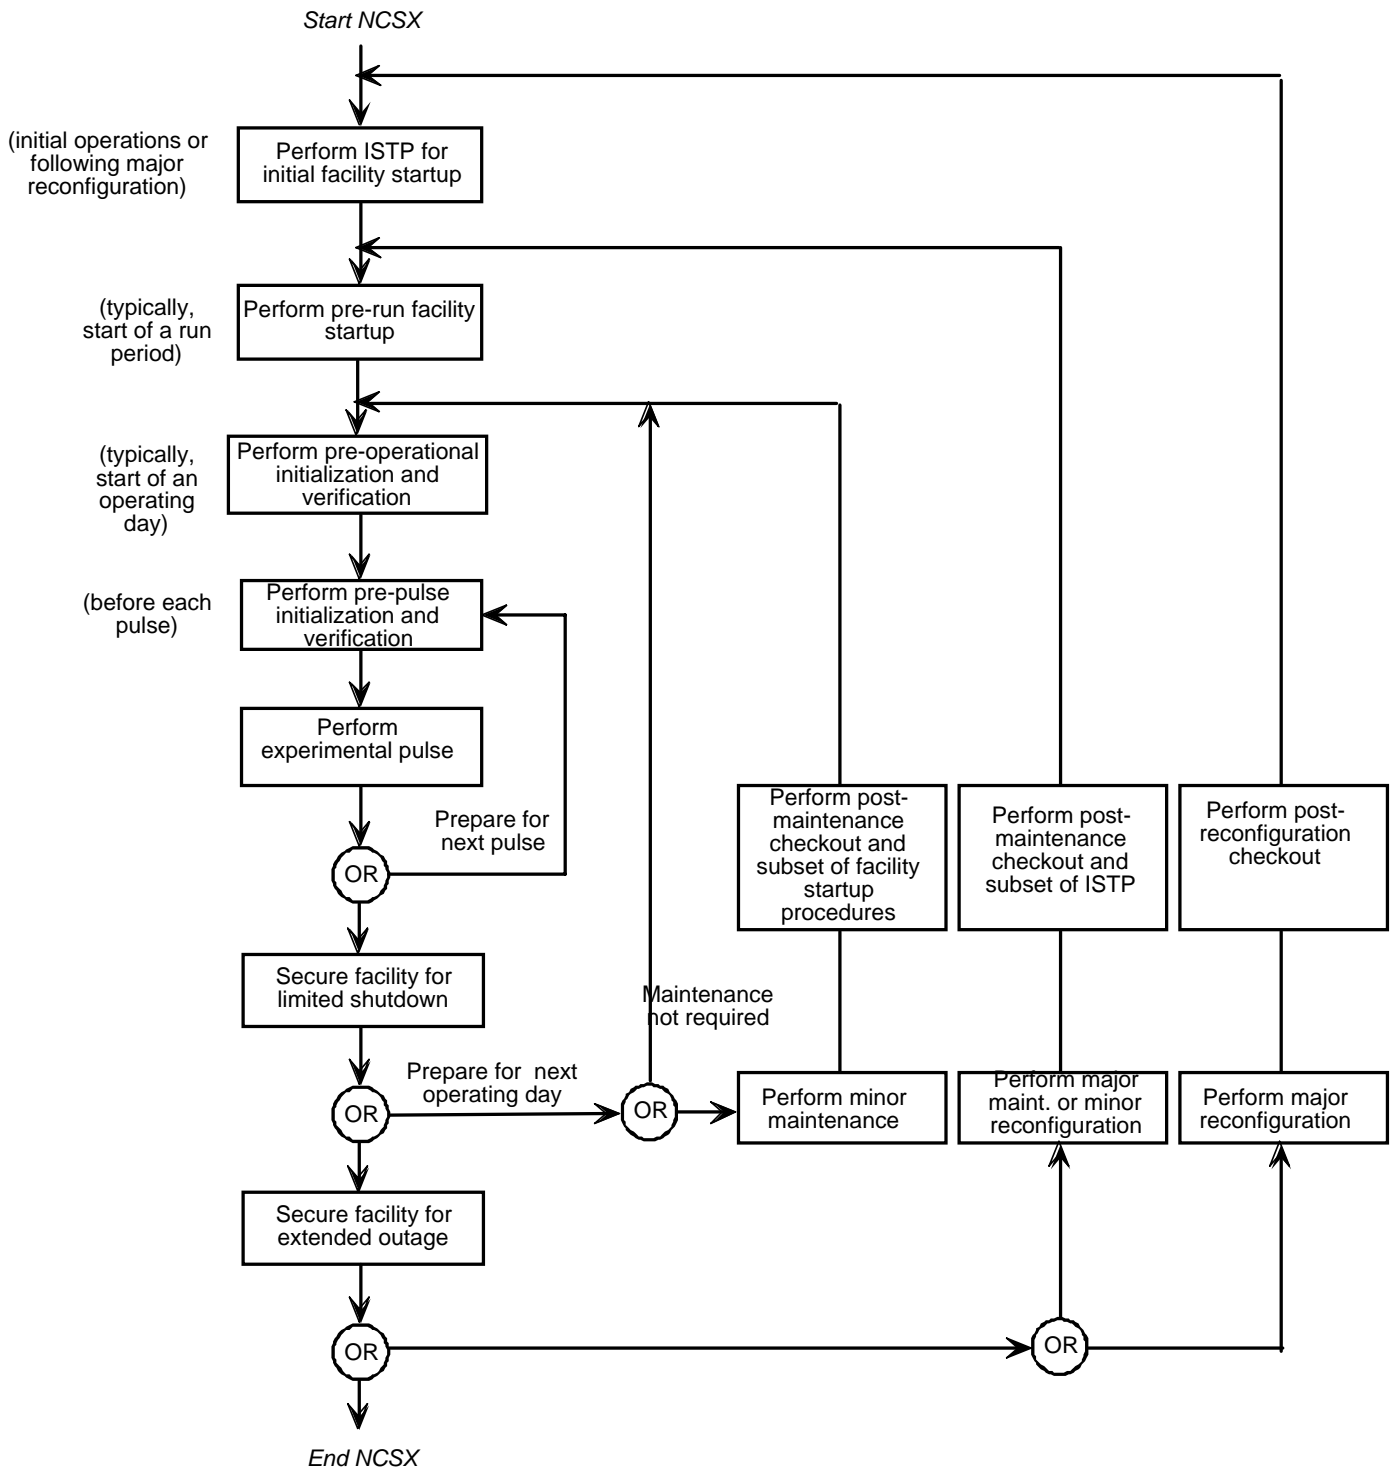 Start NCSX
(initial operations or
following major
reconfiguration)
Perform ISTP for
initial facility startup
(typically,
start of a run
period)
Perform pre-run facility
startup
(typically,
start of an
operating
day)
Perform pre-operational
initialization and
verification
(before each
pulse)
Perform pre-pulse
initialization and
verification
Perform
experimental pulse
Prepare for
next pulse
OR
Perform post-
maintenance
checkout and
subset of facility
startup
procedures
Perform post-
maintenance
checkout and
subset of ISTP
Perform post-
reconfiguration
checkout
Secure facility for
limited shutdown
Maintenance
not required
OR
Prepare for next
operating day
OR
Perform minor
maintenance
Perform major
maint. or minor
reconfiguration
Perform major
reconfiguration
Secure facility for
extended outage
OR
OR
End NCSX